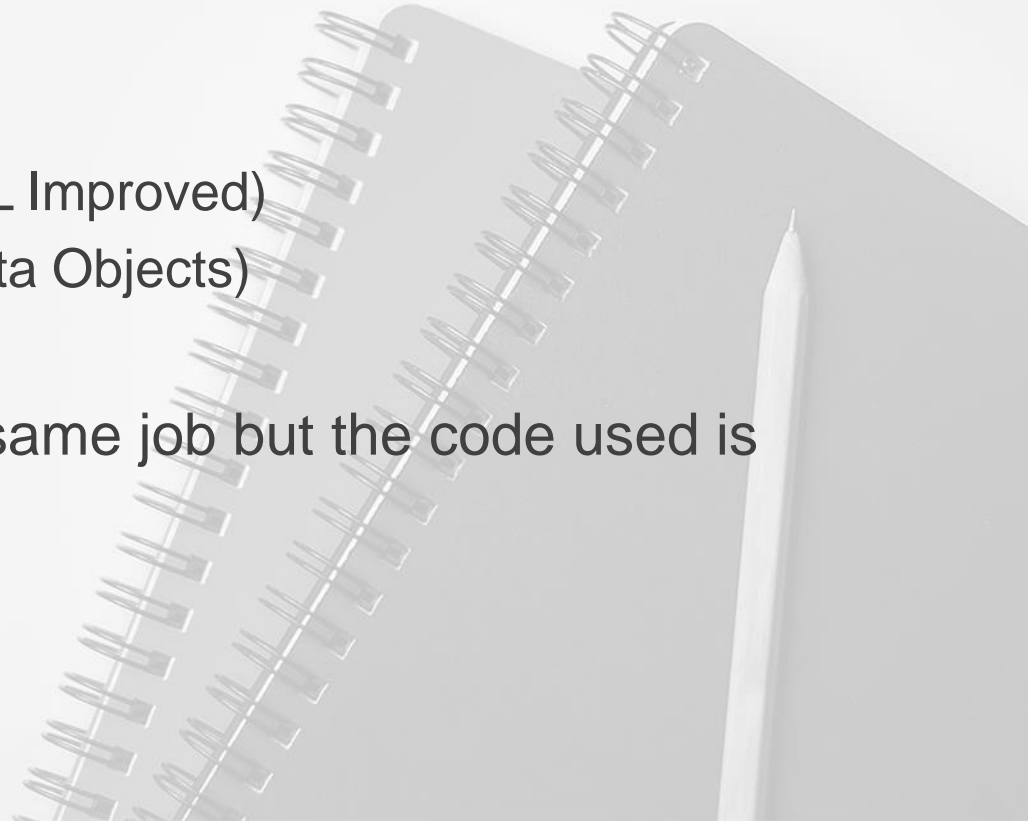 L Improved)
ta Objects)
same job but the code used is